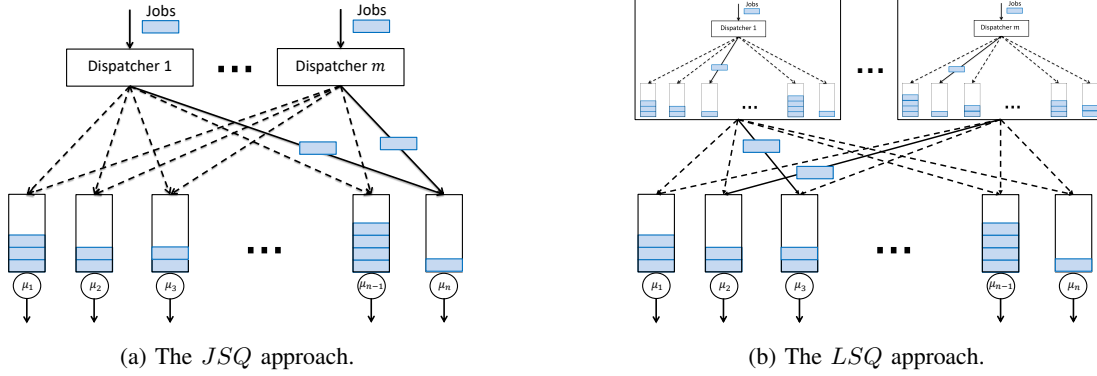 Jobs
Jobs
Dispatcher 1
...
Dispatcher m
...
μ1
μ2
μ3
μn−1
μn
(a) The JSQ approach.
Jobs
Dispatcher 1
...
...
Jobs
Dispatcher m
...
...
μ1
μ2
μ3
μn−1
μn
(b) The LSQ approach.